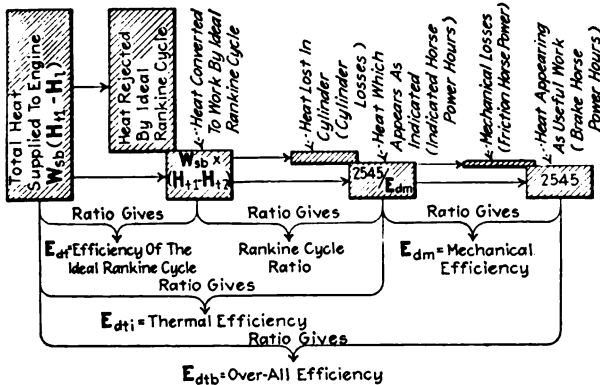 Total Heat
Supplied To Engine
Wsb(Ht1-H1)
Heat Rejected
By Ideal
Rankine Cycle
Heat Converted
To Work By Ideal
Rankine Cycle
Heat Lost In
Cylinder
(Cylinder
Losses)
Heat Which
Appears As
Indicated
(Indicated Horse
Power Hours)
Mechanical Losses
(Friction Horse Power)
Heat Appearing
As Useful Work
(Brake Horse
Power Hours)
Wsb x
(Ht1-Ht2)
2545/
Edm
2545
Ratio Gives
Ratio Gives
Ratio Gives
Edr=Efficiency Of The
Ideal Rankine Cycle
Rankine Cycle
Ratio
Edm=Mechanical
Efficiency
Ratio Gives
Edti=Thermal Efficiency
Ratio Gives
Edtb=Over-All Efficiency